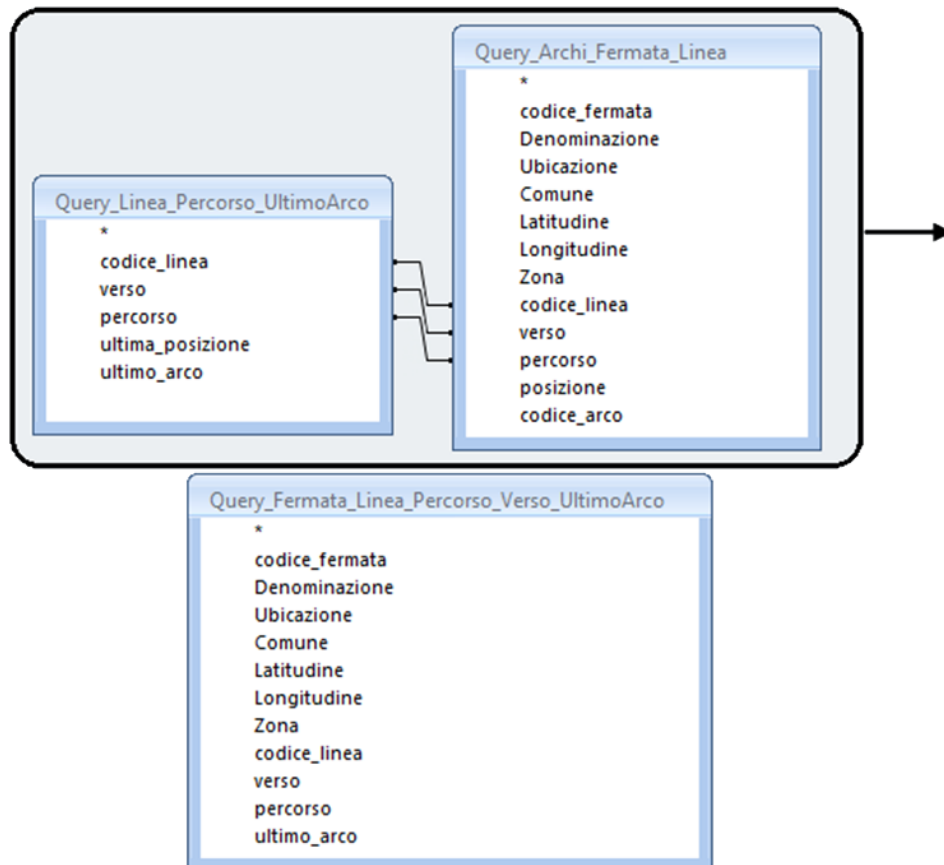 Query_Archi_Fermata_Linea
*
codice_fermata
Denominazione
Ubicazione
Comune
Latitudine
Longitudine
Zona
codice_linea
verso
percorso
posizione
codice_arco
Query_Linea_Percorso_UltimoArco
*
codice_linea
verso
percorso
ultima_posizione
ultimo_arco
Query_Fermata_Linea_Percorso_Verso_UltimoArco
*
codice_fermata
Denominazione
Ubicazione
Comune
Latitudine
Longitudine
Zona
codice_linea
verso
percorso
ultimo_arco